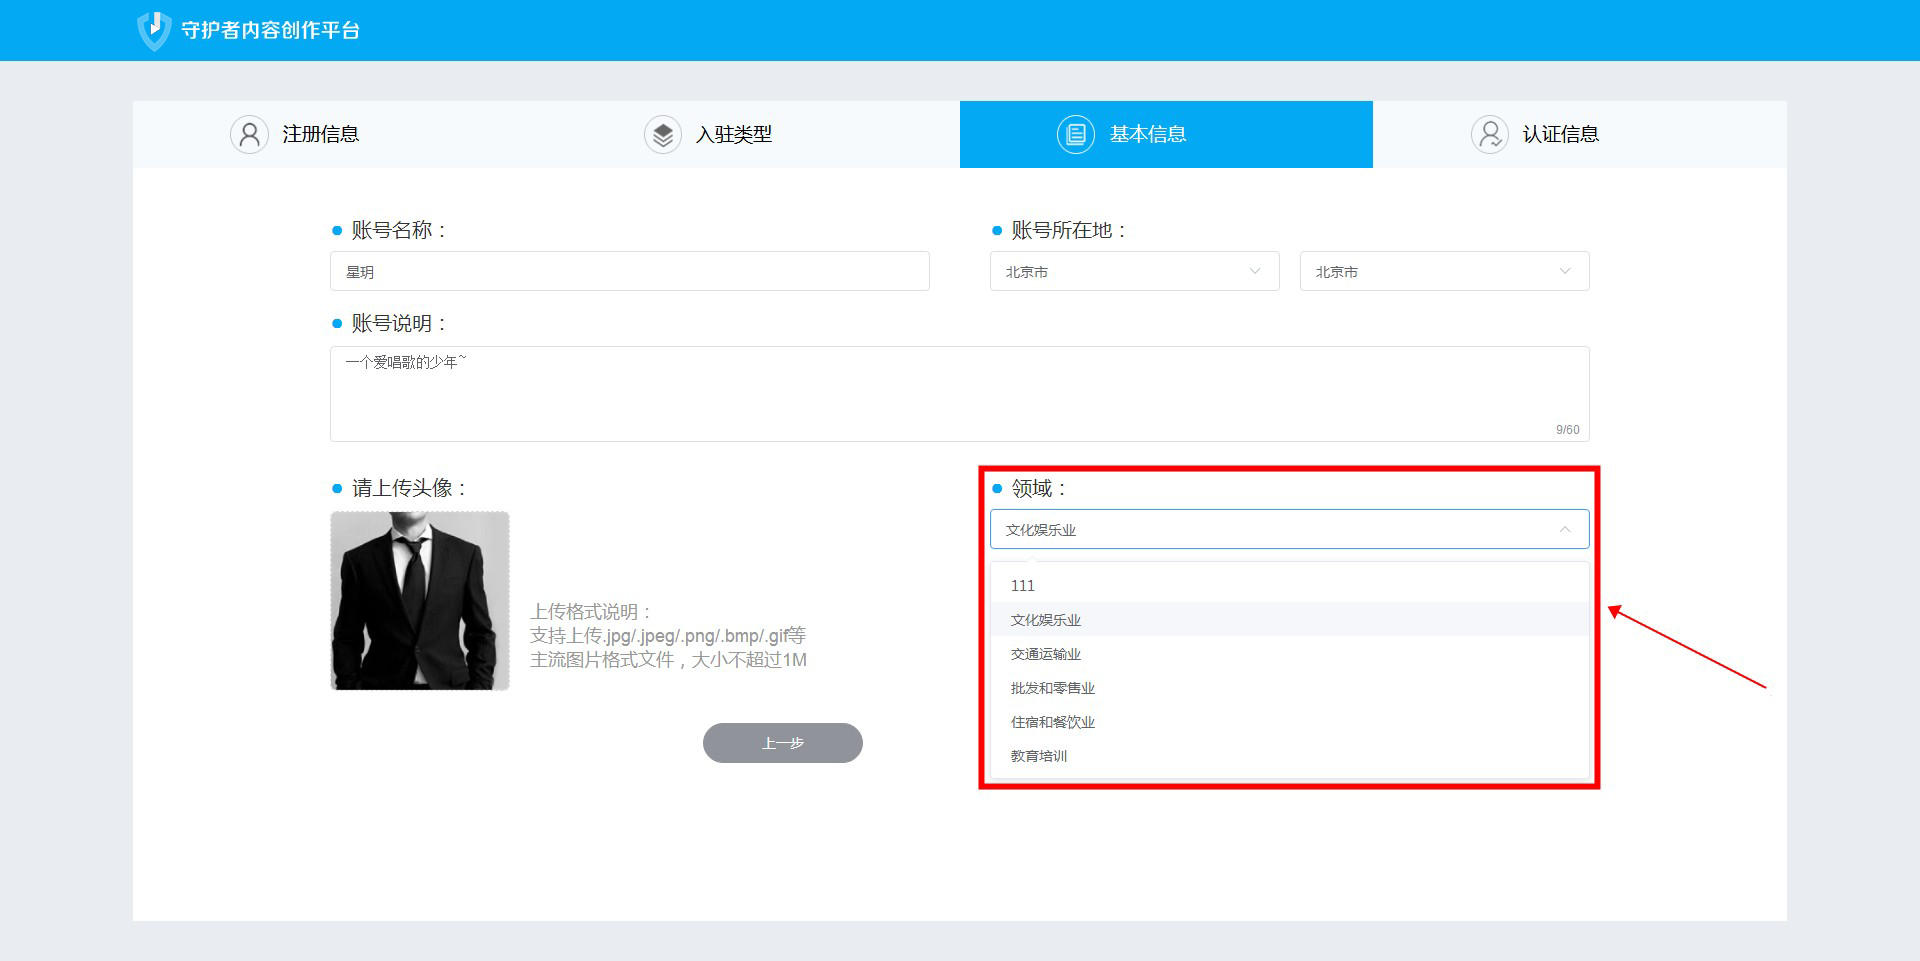 守护者内容创作平台
注册信息
入驻类型
基本信息
认证信息
账号名称：
账号所在地：
星玥
北京市
北京市
账号说明：
一个爱唱歌的少年~
9/60
请上传头像：
领域：
文化娱乐业
111
文化娱乐业
交通运输业
批发和零售业
住宿和餐饮业
教育培训
上传格式说明：
支持上传.jpg/.jpeg/.png/.bmp/.gif等
主流图片格式文件，大小不超过1M
上一步